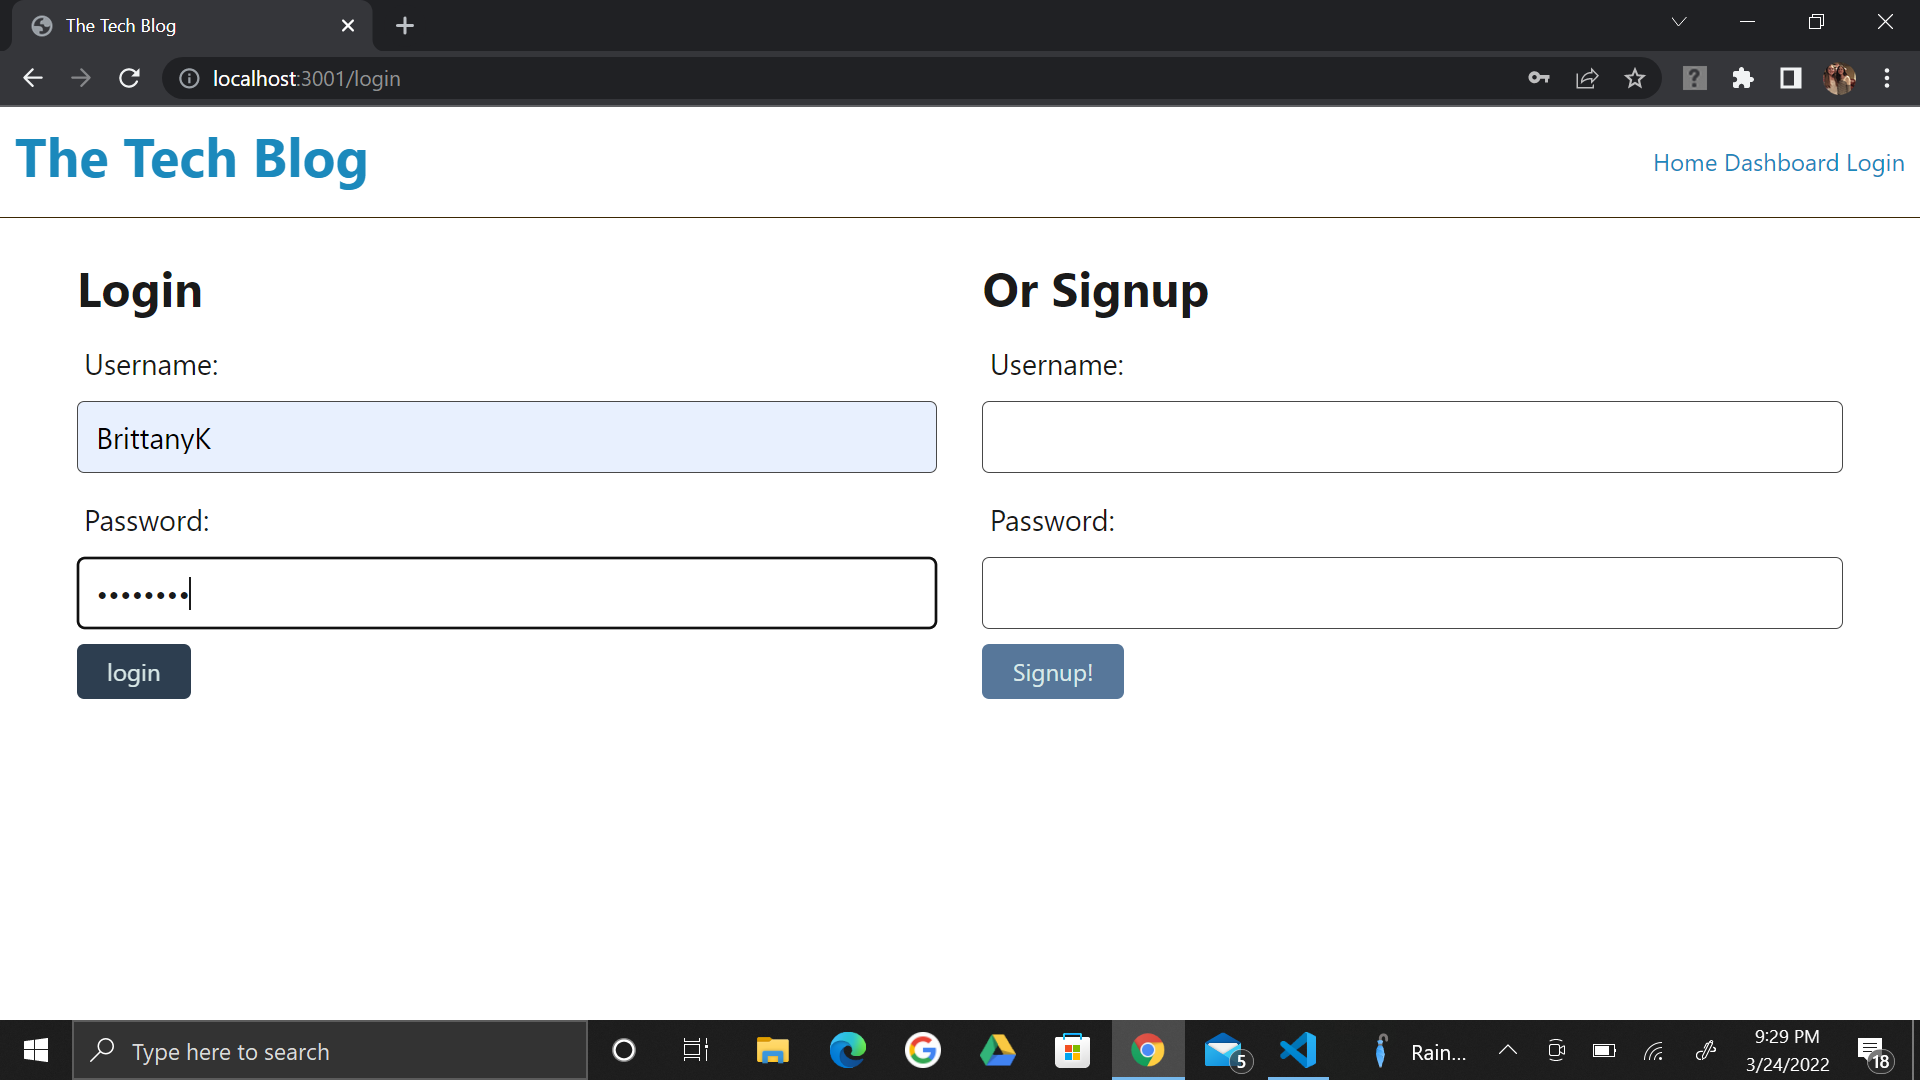 The Tech Blog
localhost:3001/login
The Tech Blog
Home Dashboard Login
Login
Or Signup
Username:
Username:
BrittanyK
Password:
Password:
••••••••
login
Signup!
Type here to search
5
Rain...
9:29 PM
3/24/2022
18